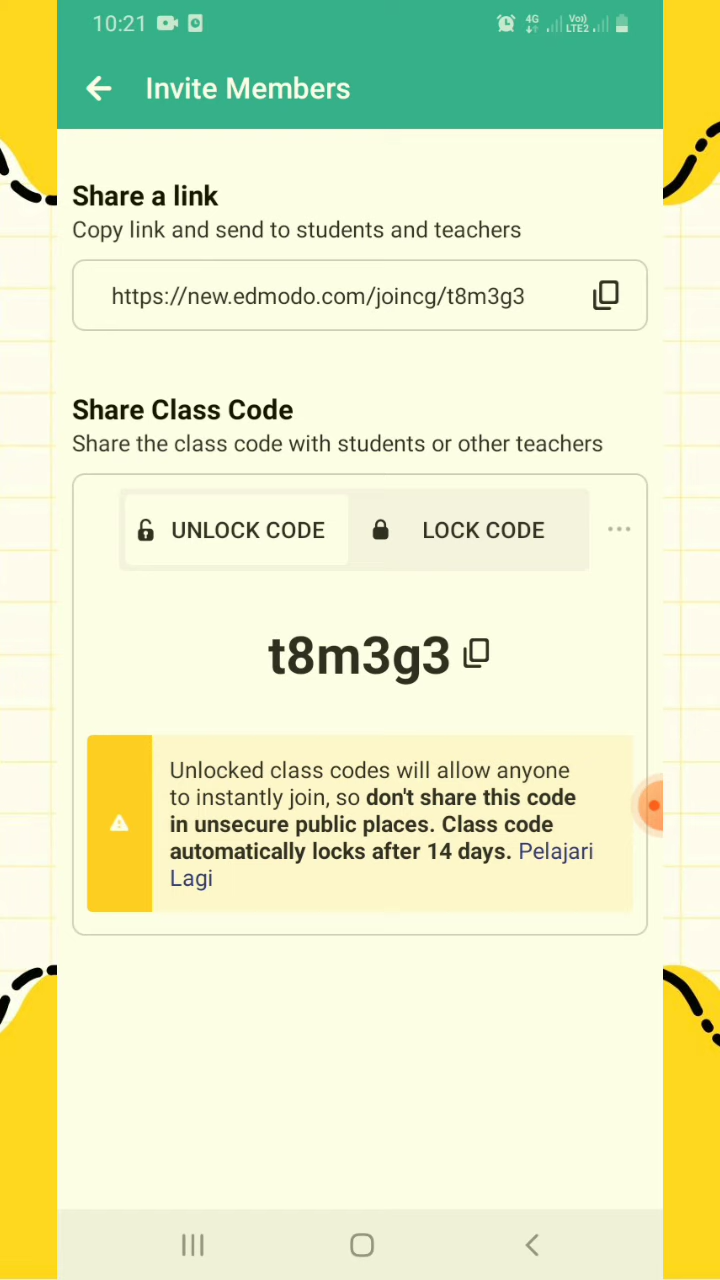 10:21
4G
Vo)) LTE2
Invite Members
Share a link
Copy link and send to students and teachers
https://new.edmodo.com/joincg/t8m3g3
Share Class Code
Share the class code with students or other teachers
UNLOCK CODE
LOCK CODE
t8m3g3
Unlocked class codes will allow anyone
to instantly join, so don't share this code
in unsecure public places. Class code
automatically locks after 14 days. Pelajari
Lagi